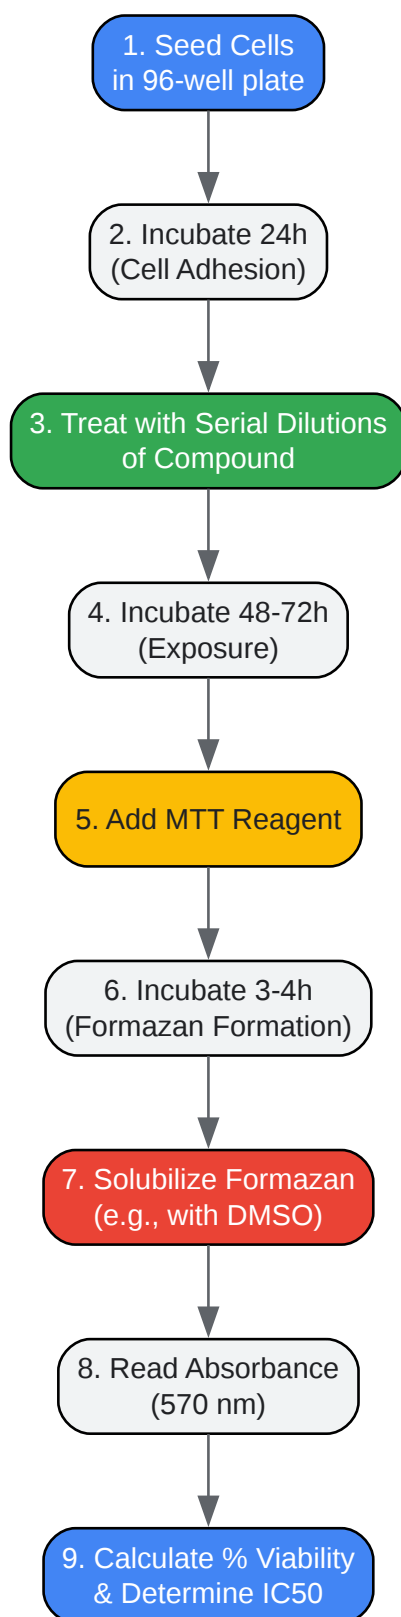 1. Seed Cells
in 96-well plate
2. Incubate 24h
(Cell Adhesion)
3. Treat with Serial Dilutions
of Compound
4. Incubate 48-72h
(Exposure)
5. Add MTT Reagent
6. Incubate 3-4h
(Formazan Formation)
7. Solubilize Formazan
(e.g., with DMSO)
8. Read Absorbance
(570 nm)
9. Calculate % Viability
& Determine IC50